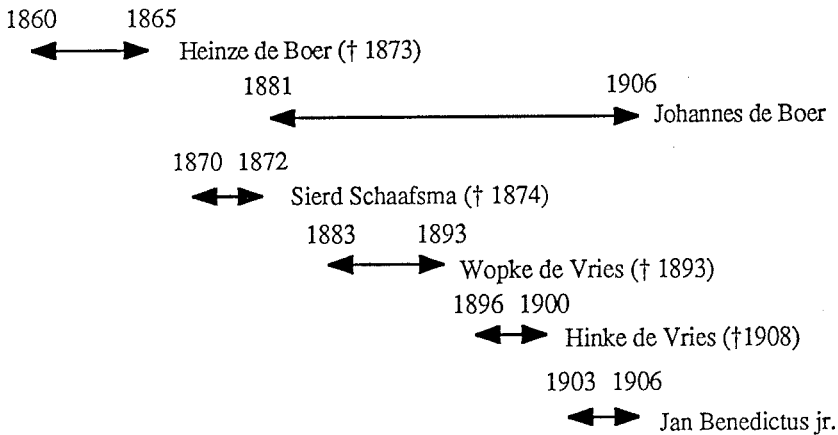 1860 1865
Heinze de Boer († 1873)
1881 1906
Johannes de Boer
1870 1872
Sierd Schaafsma († 1874)
1883 1893
Wopke de Vries († 1893)
1896 1900
Hinke de Vries (†1908)
1903 1906
Jan Benedictus jr.